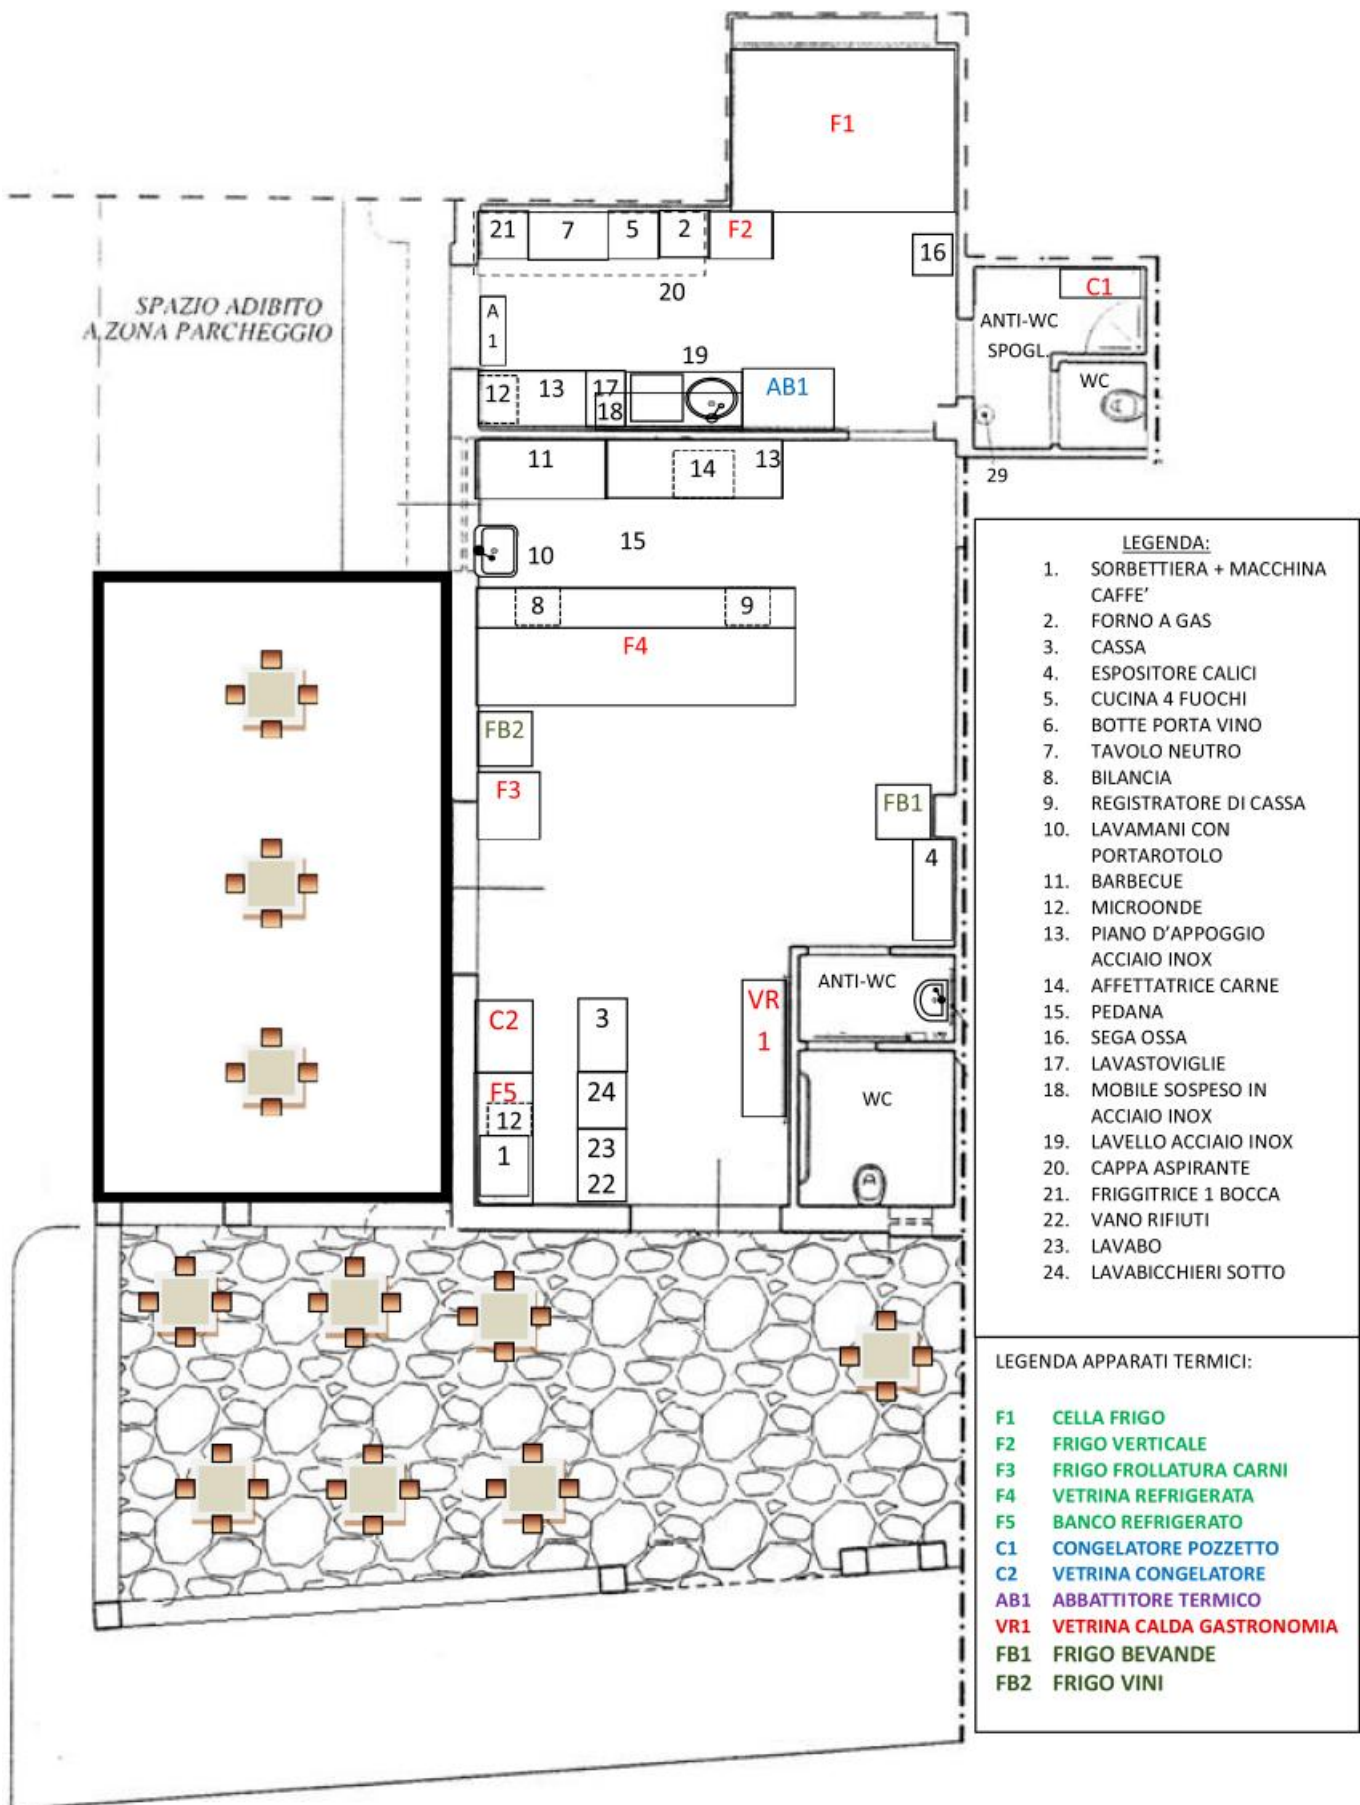 F1
21
7
5
2
F2
16
20
C1
SPAZIO ADIBITO
A ZONA PARCHEGGIO
A
1
ANTI-WC
SPOGL.
19
WC
12
13
17
18
AB1
11
14
13
29
10
15
8
9
F4
FB2
F3
FB1
4
ANTI-WC
VR
1
C2
3
F5
12
24
WC
1
23
22
LEGENDA:
1. SORBETTIERA + MACCHINA
CAFFE’
2. FORNO A GAS
3. CASSA
4. ESPOSITORE CALICI
5. CUCINA 4 FUOCHI
6. BOTTE PORTA VINO
7. TAVOLO NEUTRO
8. BILANCIA
9. REGISTRATORE DI CASSA
10. LAVAMANI CON
PORTAROTOLO
11. BARBECUE
12. MICROONDE
13. PIANO D’APPOGGIO
ACCIAIO INOX
14. AFFETTATRICE CARNE
15. PEDANA
16. SEGA OSSA
17. LAVASTOVIGLIE
18. MOBILE SOSPESO IN
ACCIAIO INOX
19. LAVELLO ACCIAIO INOX
20. CAPPA ASPIRANTE
21. FRIGGITRICE 1 BOCCA
22. VANO RIFIUTI
23. LAVABO
24. LAVABICCHIERI SOTTO
LEGENDA APPARATI TERMICI:
F1 CELLA FRIGO
F2 FRIGO VERTICALE
F3 FRIGO FROLLATURA CARNI
F4 VETRINA REFRIGERATA
F5 BANCO REFRIGERATO
C1 CONGELATORE POZZETTO
C2 VETRINA CONGELATORE
AB1 ABBATTITORE TERMICO
VR1 VETRINA CALDA GASTRONOMIA
FB1 FRIGO BEVANDE
FB2 FRIGO VINI